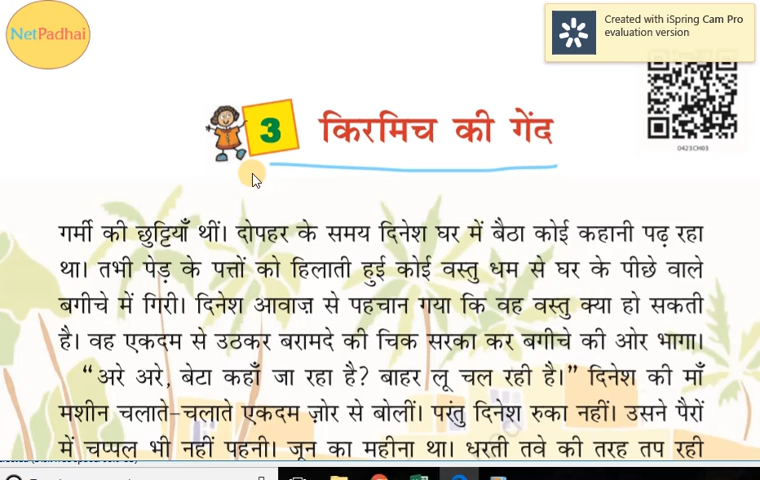 NetPadhai
Created with iSpring Cam Pro
evaluation version
0423CH03
3 किरमिच की गेंद
गर्मी की छुट्टियाँ थीं। दोपहर के समय दिनेश घर में बैठा कोई कहानी पढ़ रहा
था। तभी पेड़ के पत्तों को हिलाती हुई कोई वस्तु धम से घर के पीछे वाले
बगीचे में गिरी। दिनेश आवाज़ से पहचान गया कि वह वस्तु क्या हो सकती
है। वह एकदम से उठकर बरामदे की चिक सरका कर बगीचे की ओर भागा।
“अरे अरे, बेटा कहाँ जा रहा है? बाहर लू चल रही है।” दिनेश की माँ
मशीन चलाते-चलाते एकदम ज़ोर से बोलीं। परंतु दिनेश रुका नहीं। उसने पैरों
में चप्पल भी नहीं पहनी। जून का महीना था। धरती तवे की तरह तप रही